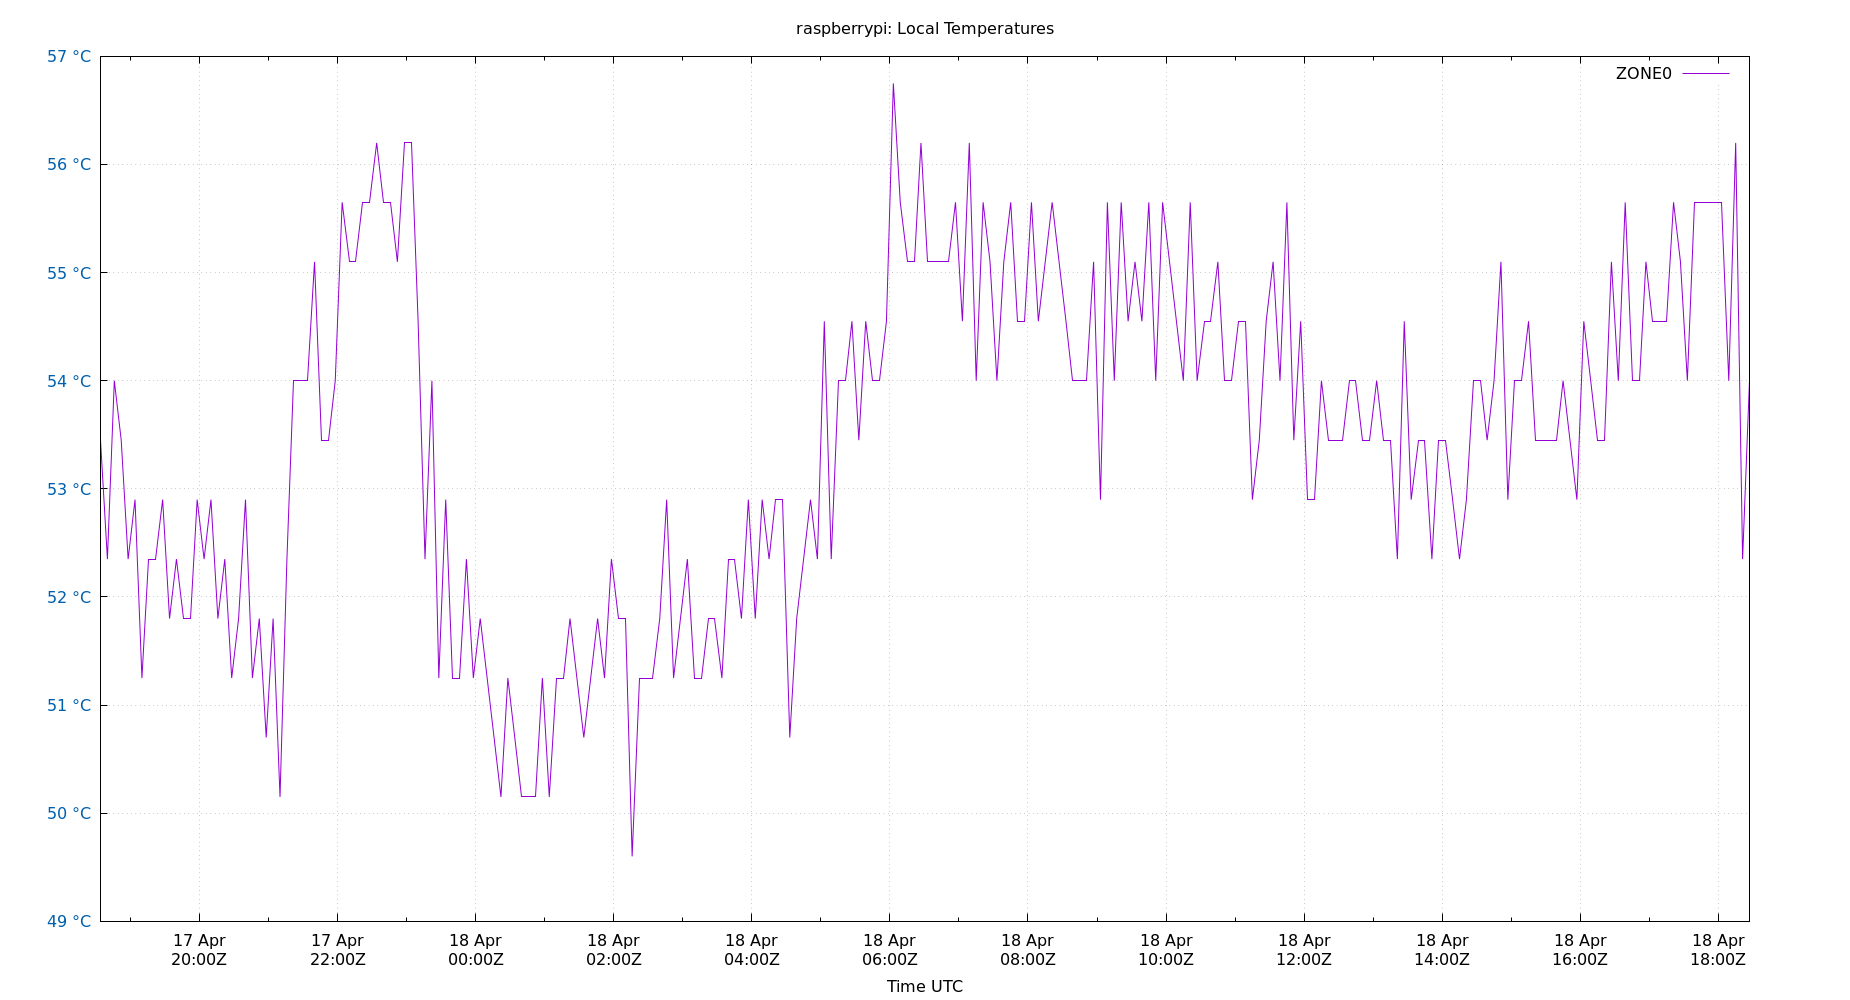 raspberrypi: Local Temperatures
57 °C
ZONE0
56 °C
55 °C
54 °C
53 °C
52 °C
51 °C
50 °C
49 °C
17 Apr 17 Apr 18 Apr 18 Apr 18 Apr 18 Apr 18 Apr 18 Apr 18 Apr 18 Apr 18 Apr 18 Apr
20:00Z 22:00Z 00:00Z 02:00Z 04:00Z 06:00Z 08:00Z 10:00Z 12:00Z 14:00Z 16:00Z 18:00Z
Time UTC